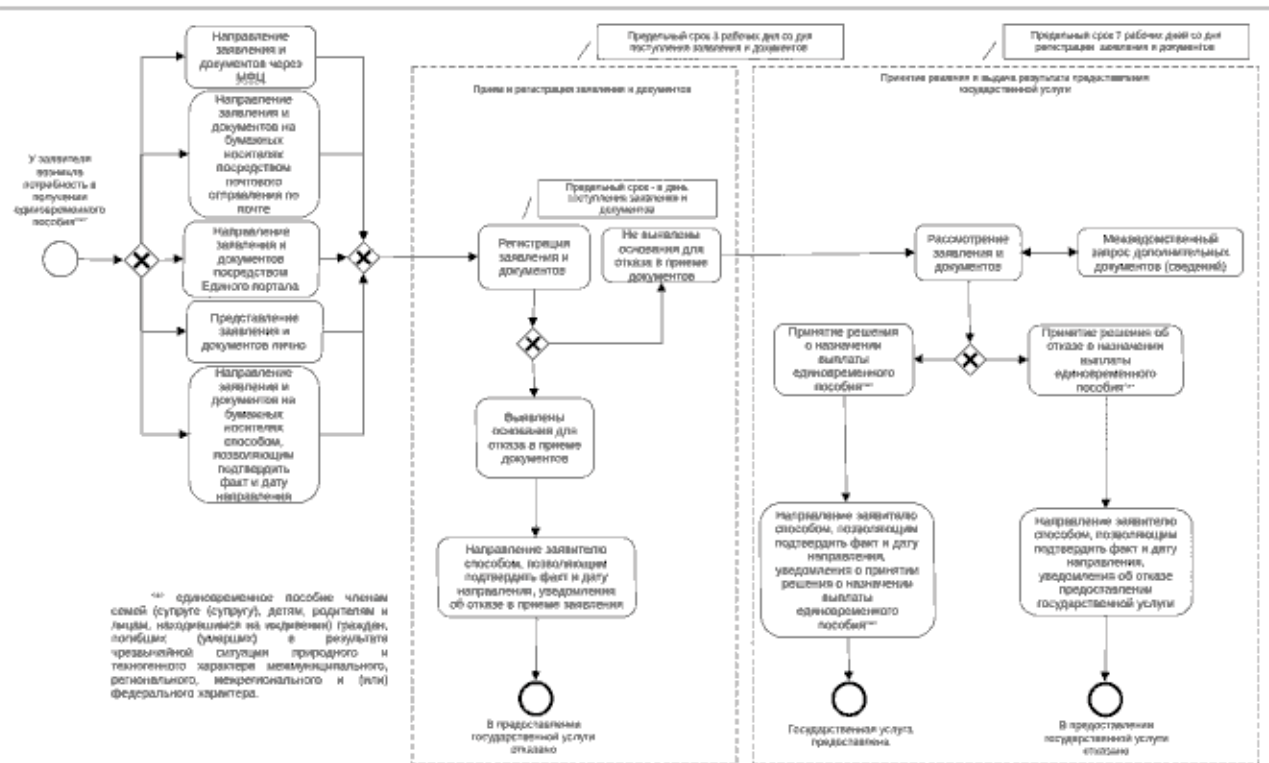 У заявителя
возникла
потребность в
получении
единовременного
пособия"*"
Направление
заявления и
документов через
МФЦ
Направление
заявления и
документов на
бумажных
носителях
посредством
почтового
отправления по
почте
Направление
заявления и
документов
посредством
Единого портала
Представление
заявления и
документов лично
Направление
заявления и
документов на
бумажных
носителях
способом,
позволяющим
подтвердить
факт и дату
направления
"*" единовременное пособие членам
семей (супруге (супругу), детям, родителям и
лицам, находившимся на иждивении) граждан,
погибших (умерших) в результате
чрезвычайной ситуации природного и
техногенного характера межмуниципального,
регионального, межрегионального и (или)
федерального характера.
Предельный срок 3 рабочих дня со дня
поступления заявления и документов
Прием и регистрация заявления и документов
Предельный срок - в день
поступления заявления и
документов
Регистрация
заявления и
документов
Не выявлены
основания для
отказа в приеме
документов
Выявлены
основания для
отказа в приеме
документов
Направление заявителю
способом, позволяющим
подтвердить факт и дату
направления, уведомления
об отказе в приеме заявления
В предоставлении
государственной услуги
отказано
Предельный срок 7 рабочих дней со дня
регистрации заявления и документов
Принятие решения и выдача результата предоставления
государственной услуги
Рассмотрение
заявления и
документов
Межведомственный
запрос дополнительных
документов (сведений)
Принятие решения
о назначении
выплаты
единовременного
пособия"*"
Принятие решения об
отказе в назначении
выплаты
единовременного
пособия"*"
Направление заявителю
способом, позволяющим
подтвердить факт и дату
направления,
уведомления о принятии
решения о назначении
выплаты
единовременного
пособия"*"
Направление заявителю
способом, позволяющим
подтвердить факт и дату
направления,
уведомления об отказе
предоставлении
государственной услуги
Государственная услуга
предоставлена
В предоставлении
государственной услуги
отказано